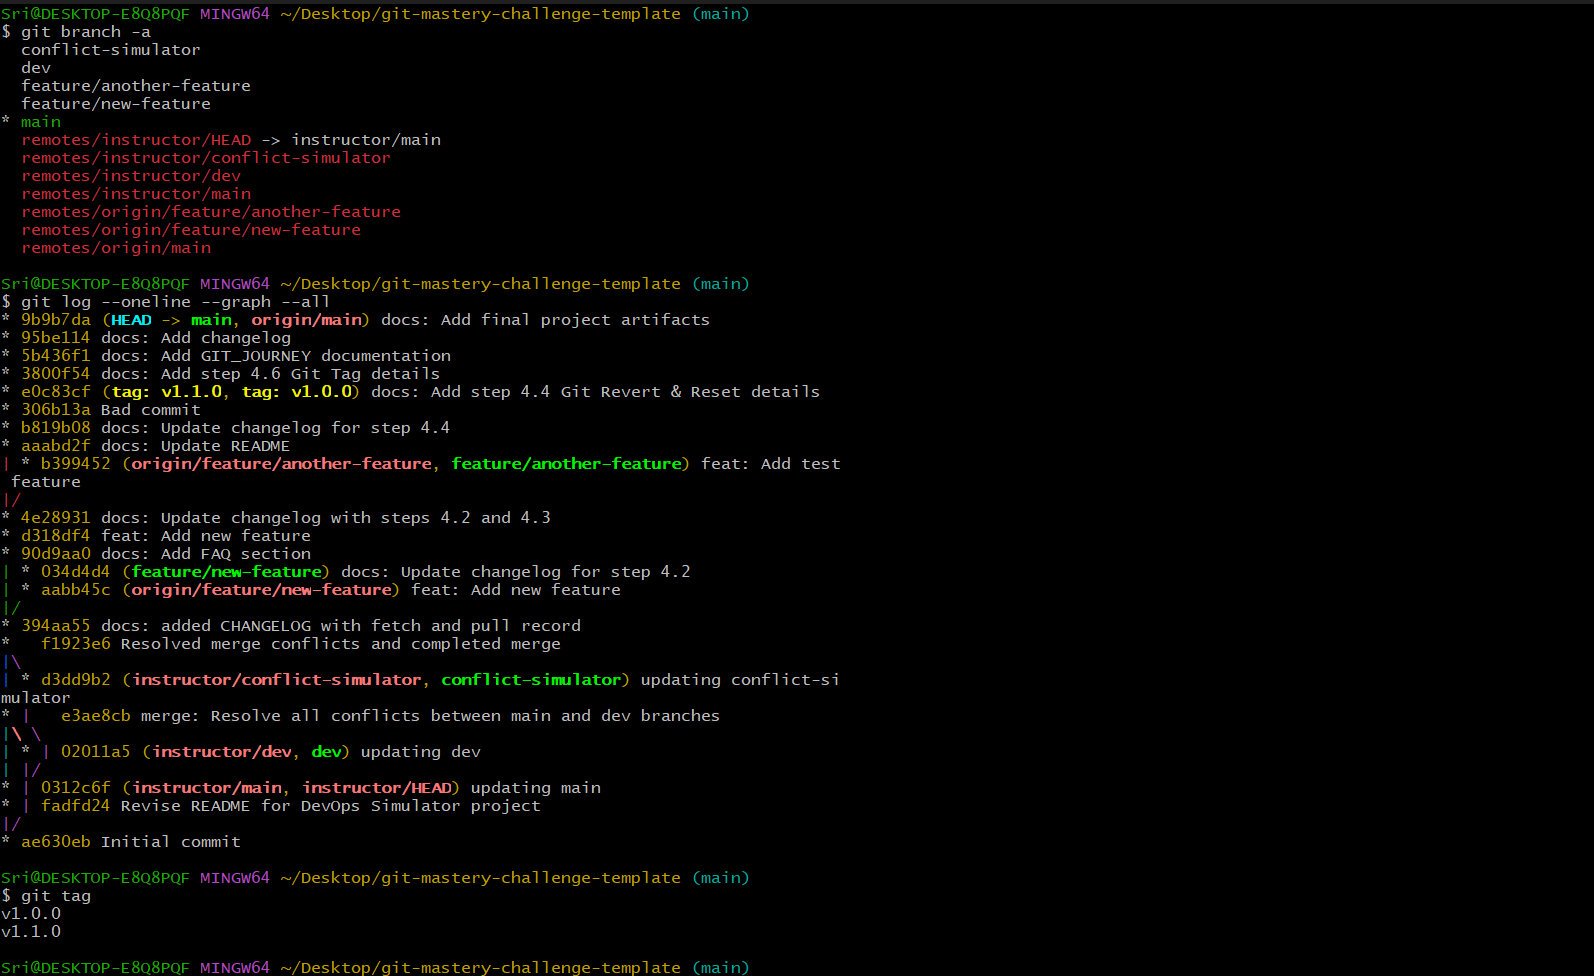 Sri@DESKTOP-E8Q8PQF MINGW64 ~/Desktop/git-mastery-challenge-template (main)
$ git branch -a
  conflict-simulator
  dev
  feature/another-feature
  feature/new-feature
* main
  remotes/instructor/HEAD -> instructor/main
  remotes/instructor/conflict-simulator
  remotes/instructor/dev
  remotes/instructor/main
  remotes/origin/feature/another-feature
  remotes/origin/feature/new-feature
  remotes/origin/main

Sri@DESKTOP-E8Q8PQF MINGW64 ~/Desktop/git-mastery-challenge-template (main)
$ git log --oneline --graph --all
* 9b9b7da (HEAD -> main, origin/main) docs: Add final project artifacts
* 95be114 docs: Add changelog
* 5b436f1 docs: Add GIT_JOURNEY documentation
* 3800f54 docs: Add step 4.6 Git Tag details
* e0c83cf (tag: v1.1.0, tag: v1.0.0) docs: Add step 4.4 Git Revert & Reset details
* 306b13a Bad commit
* b819b08 docs: Update changelog for step 4.4
* aaabd2f docs: Update README
| * b399452 (origin/feature/another-feature, feature/another-feature) feat: Add test
 feature
|/
* 4e28931 docs: Update changelog with steps 4.2 and 4.3
* d318df4 feat: Add new feature
* 90d9aa0 docs: Add FAQ section
| * 034d4d4 (feature/new-feature) docs: Update changelog for step 4.2
| * aabb45c (origin/feature/new-feature) feat: Add new feature
|/
* 394aa55 docs: added CHANGELOG with fetch and pull record
*   f1923e6 Resolved merge conflicts and completed merge
|\
| * d3dd9b2 (instructor/conflict-simulator, conflict-simulator) updating conflict-si
mulator
* |   e3ae8cb merge: Resolve all conflicts between main and dev branches
|\ \
| * | 02011a5 (instructor/dev, dev) updating dev
| |/
* | 0312c6f (instructor/main, instructor/HEAD) updating main
* | fadfd24 Revise README for DevOps Simulator project
|/
* ae630eb Initial commit

Sri@DESKTOP-E8Q8PQF MINGW64 ~/Desktop/git-mastery-challenge-template (main)
$ git tag
v1.0.0
v1.1.0

Sri@DESKTOP-E8Q8PQF MINGW64 ~/Desktop/git-mastery-challenge-template (main)